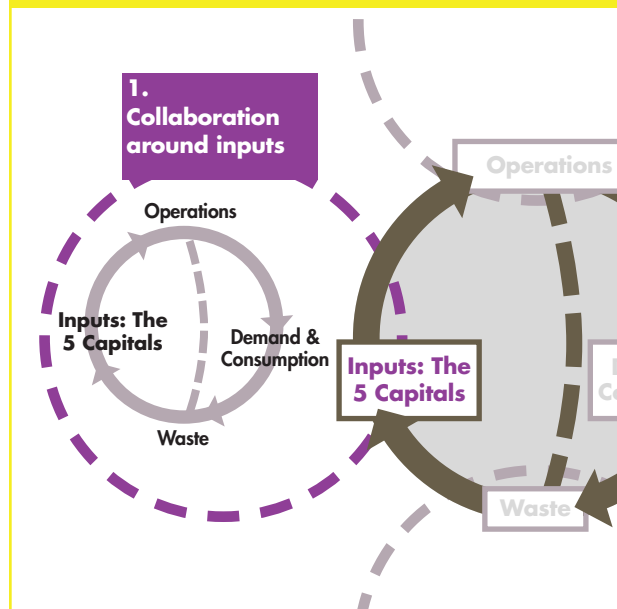 1.
Collaboration
around inputs
Operations
Inputs: The
5 Capitals
Demand &
Consumption
Waste
Operations
Inputs: The
5 Capitals
Waste